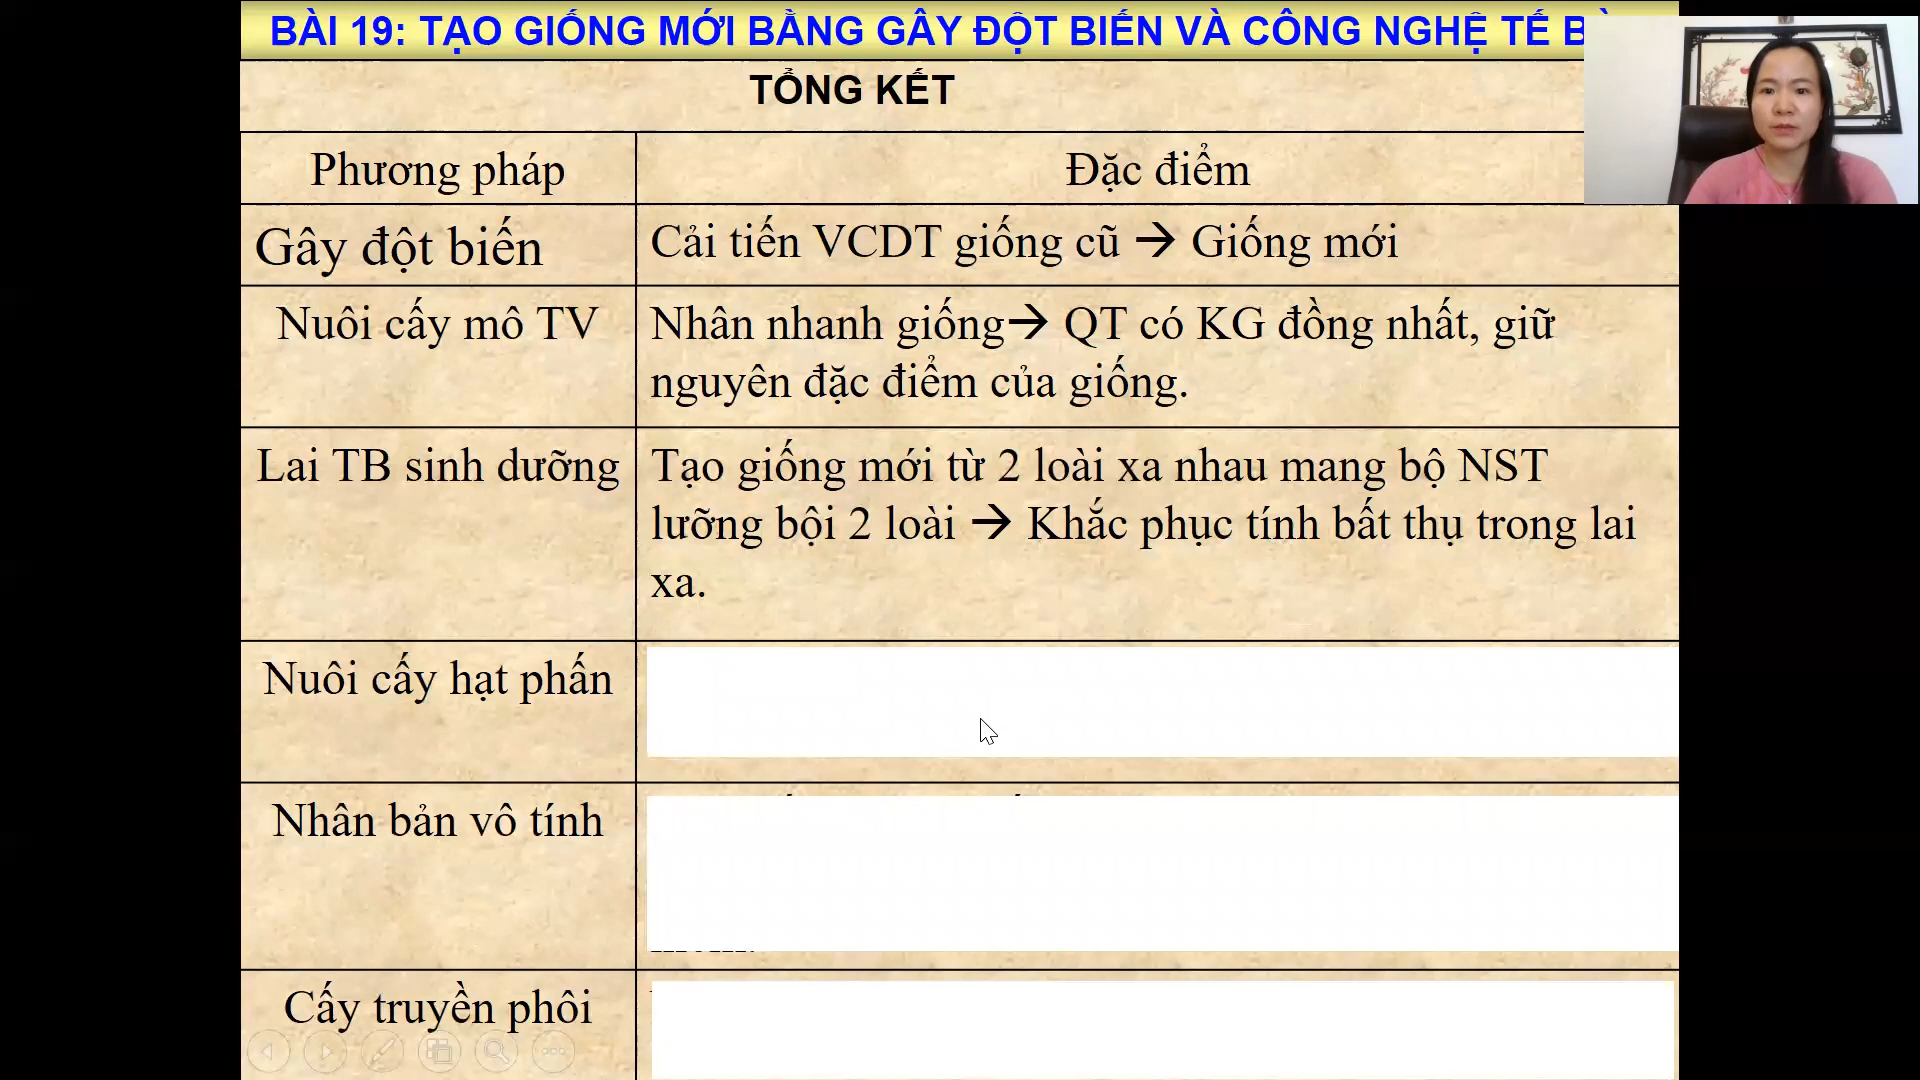 BÀI 19: TẠO GIỐNG MỚI BẰNG GÂY ĐỘT BIẾN VÀ CÔNG NGHỆ TẾ
TỔNG KẾT
Phương pháp
Đặc điểm
Gây đột biến
Cải tiến VCDT giống cũ → Giống mới
Nuôi cấy mô TV
Nhân nhanh giống→ QT có KG đồng nhất, giữ
nguyên đặc điểm của giống.
Lai TB sinh dưỡng
Tạo giống mới từ 2 loài xa nhau mang bộ NST
lưỡng bội 2 loài → Khắc phục tính bất thụ trong lai
xa.
Nuôi cấy hạt phấn
Nhân bản vô tính
Cấy truyền phôi